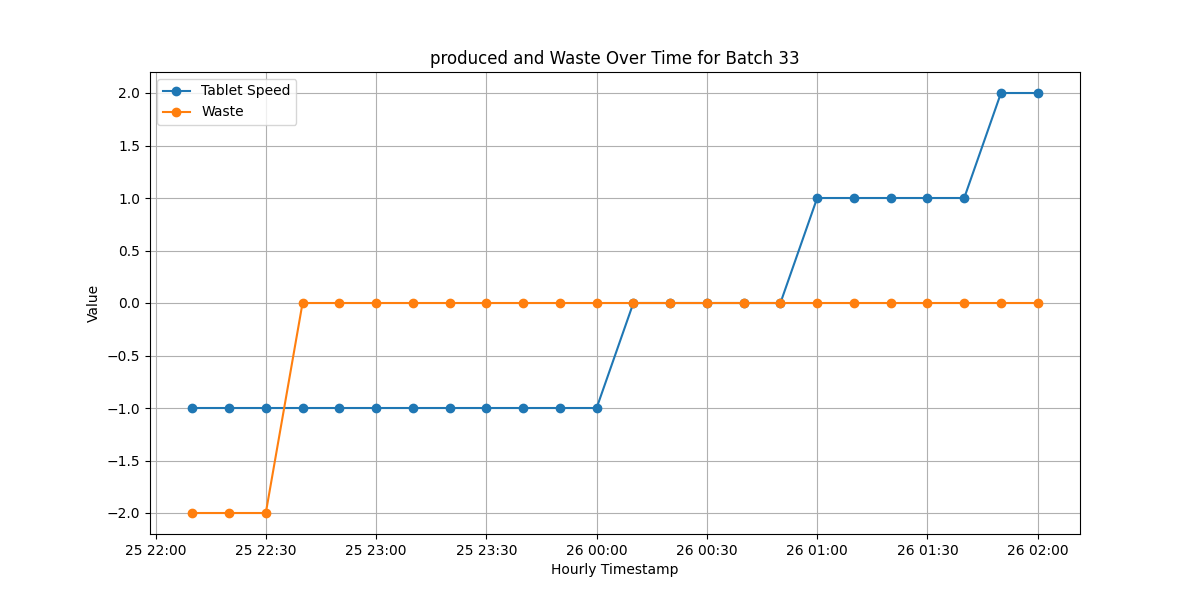 produced and Waste Over Time for Batch 33
Tablet Speed
Waste
2.0
1.5
1.0
0.5
0.0
−0.5
−1.0
−1.5
−2.0
Value
25 22:00 25 22:30 25 23:00 25 23:30 26 00:00 26 00:30 26 01:00 26 01:30 26 02:00
Hourly Timestamp